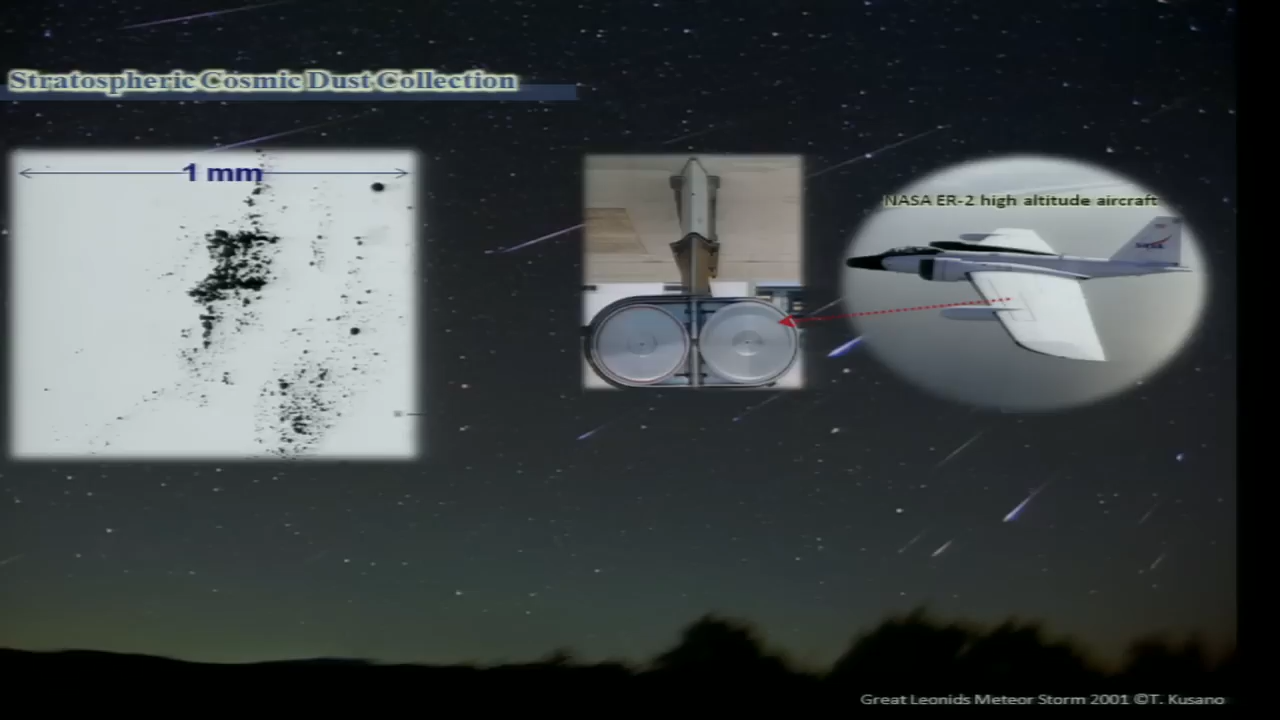 Stratospheric Cosmic Dust Collection
1 mm
NASA ER-2 high altitude aircraft
NASA
Great Leonids Meteor Storm 2001 ©T. Kusano